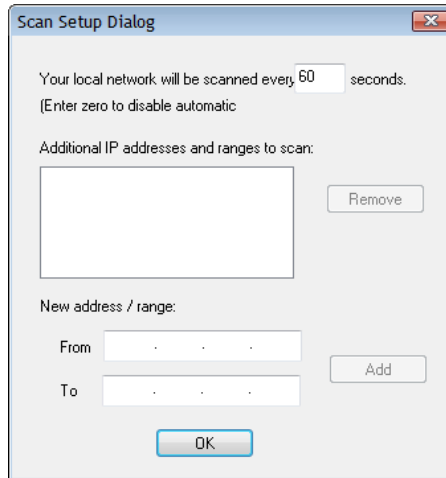 Scan Setup Dialog
Your local network will be scanned every 60 seconds.
(Enter zero to disable automatic
Additional IP addresses and ranges to scan:
Remove
New address / range:
From . . .
Add
To . . .
OK